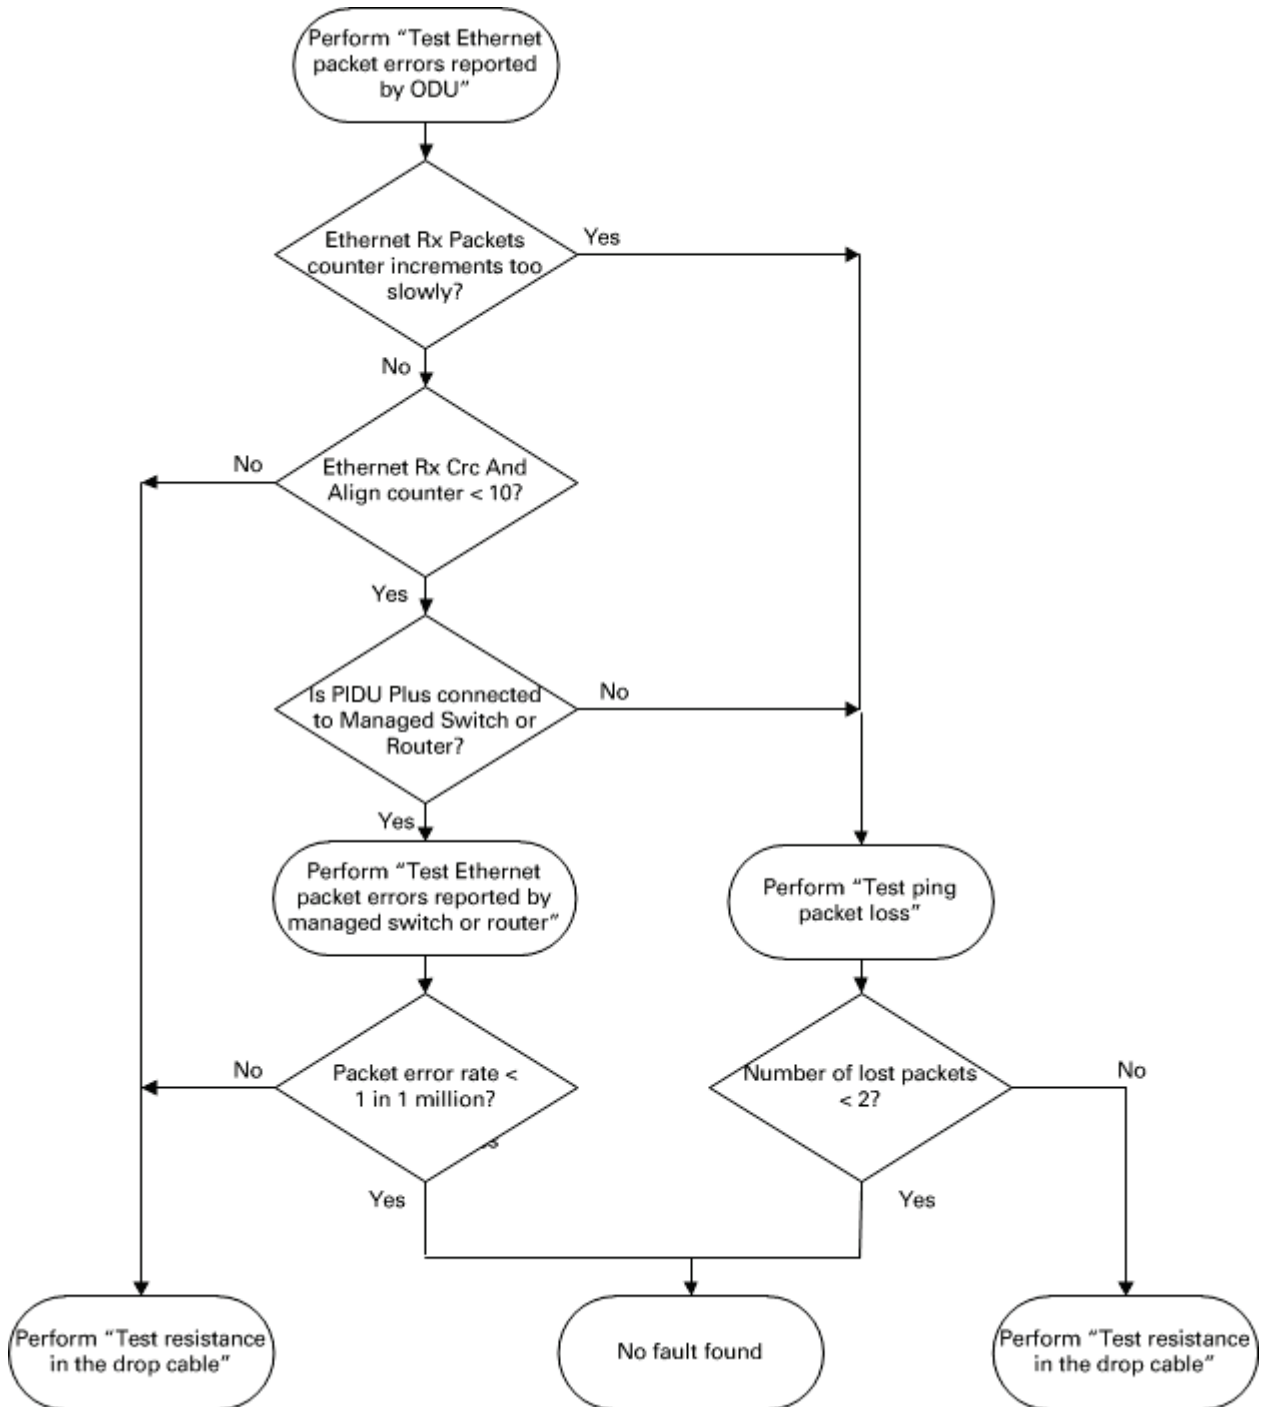 Perform “Test Ethernet
packet errors reported
by ODU”
Ethernet Rx Packets
counter increments too
slowly?
Yes
No
Ethernet Rx Crc And
Align counter < 10?
No
Yes
Is PIDU Plus connected
to Managed Switch or
Router?
No
Yes
Perform “Test Ethernet
packet errors reported by
managed switch or router”
Perform “Test ping
packet loss”
Packet error rate <
1 in 1 million?
No
Number of lost packets
< 2?
No
Yes
Yes
Perform “Test resistance
in the drop cable”
No fault found
Perform “Test resistance
in the drop cable”